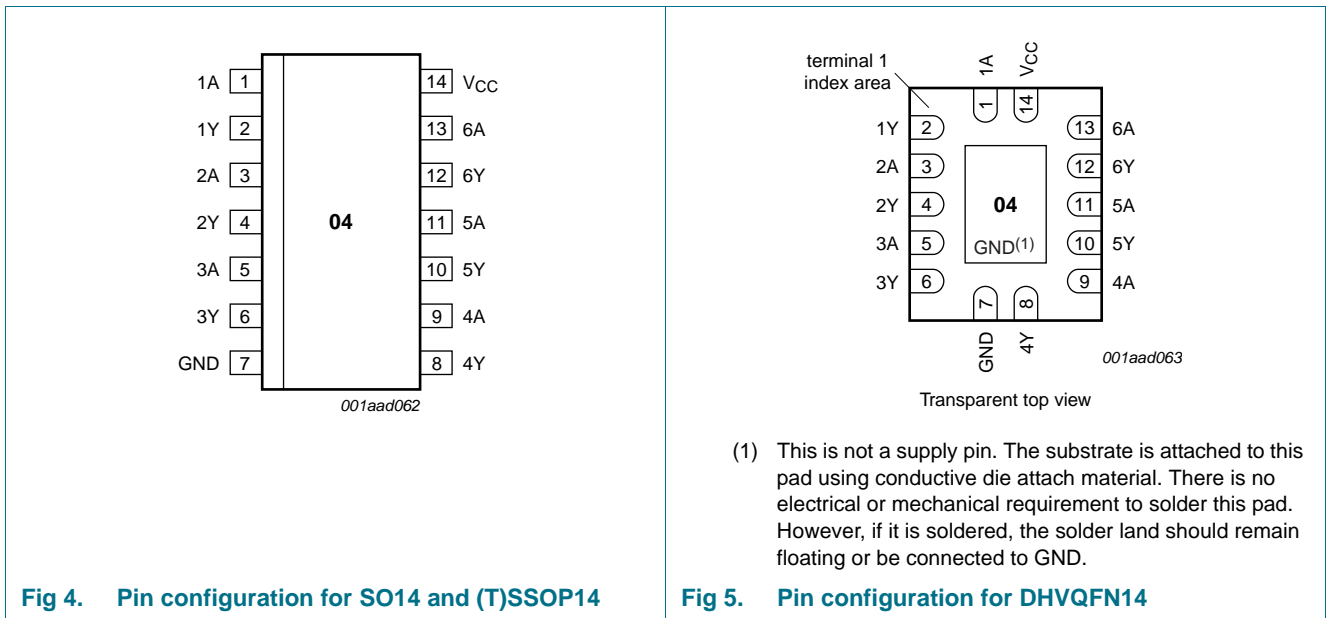 1A 1 14 VCC
1Y 2 13 6A
2A 3 12 6Y
2Y 4 04 11 5A
3A 5 10 5Y
3Y 6 9 4A
GND 7 8 4Y
001aad062
Fig 4. Pin configuration for SO14 and (T)SSOP14
terminal 1
index area
1A VCC
1 14
1Y 2 13 6A
2A 3 12 6Y
2Y 4 04 11 5A
3A 5 GND(1) 10 5Y
3Y 6 9 4A
7 8
GND 4Y
001aad063
Transparent top view
(1) This is not a supply pin. The substrate is attached to this
pad using conductive die attach material. There is no
electrical or mechanical requirement to solder this pad.
However, if it is soldered, the solder land should remain
floating or be connected to GND.
Fig 5. Pin configuration for DHVQFN14